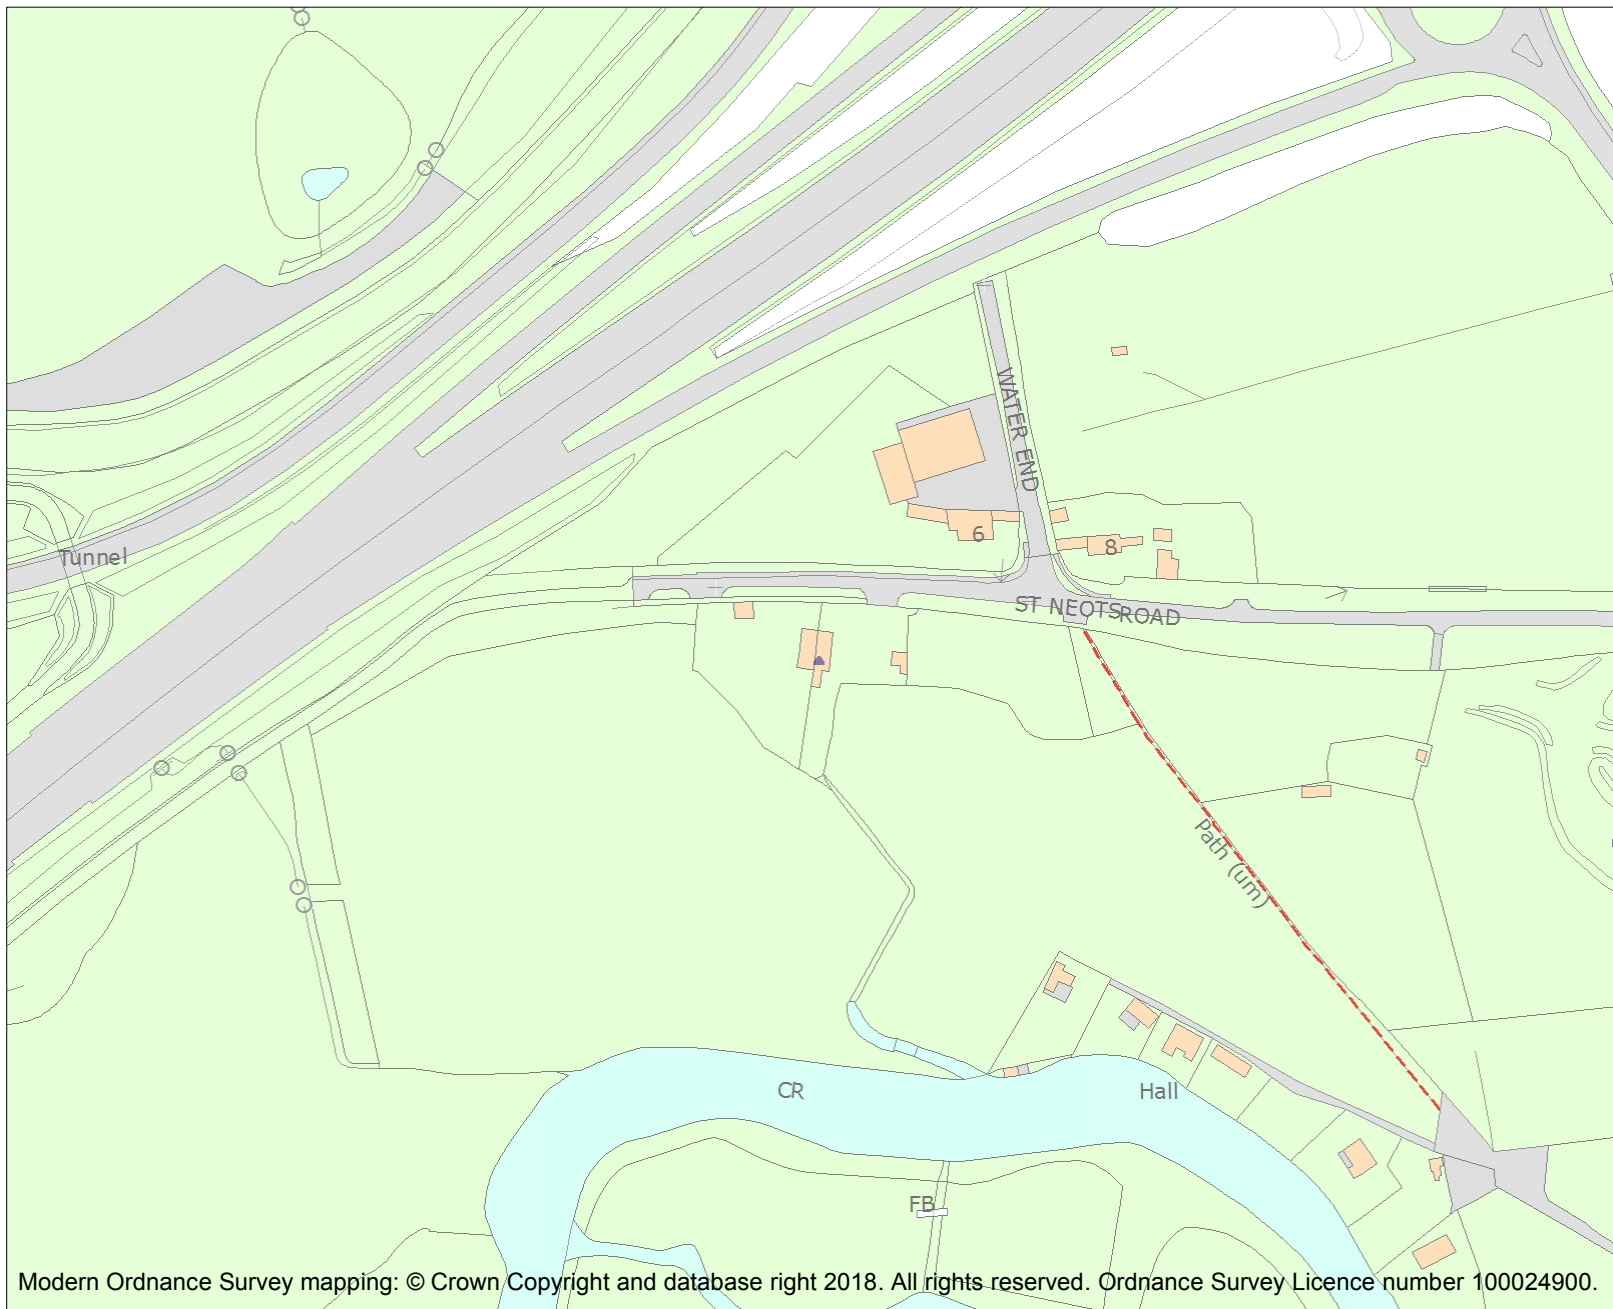 WATER END
6
8
Tunnel
ST NEOTS ROAD
Path (um)
CR
Hall
FB
Modern Ordnance Survey mapping: © Crown Copyright and database right 2018. All rights reserved. Ordnance Survey Licence number 100024900.